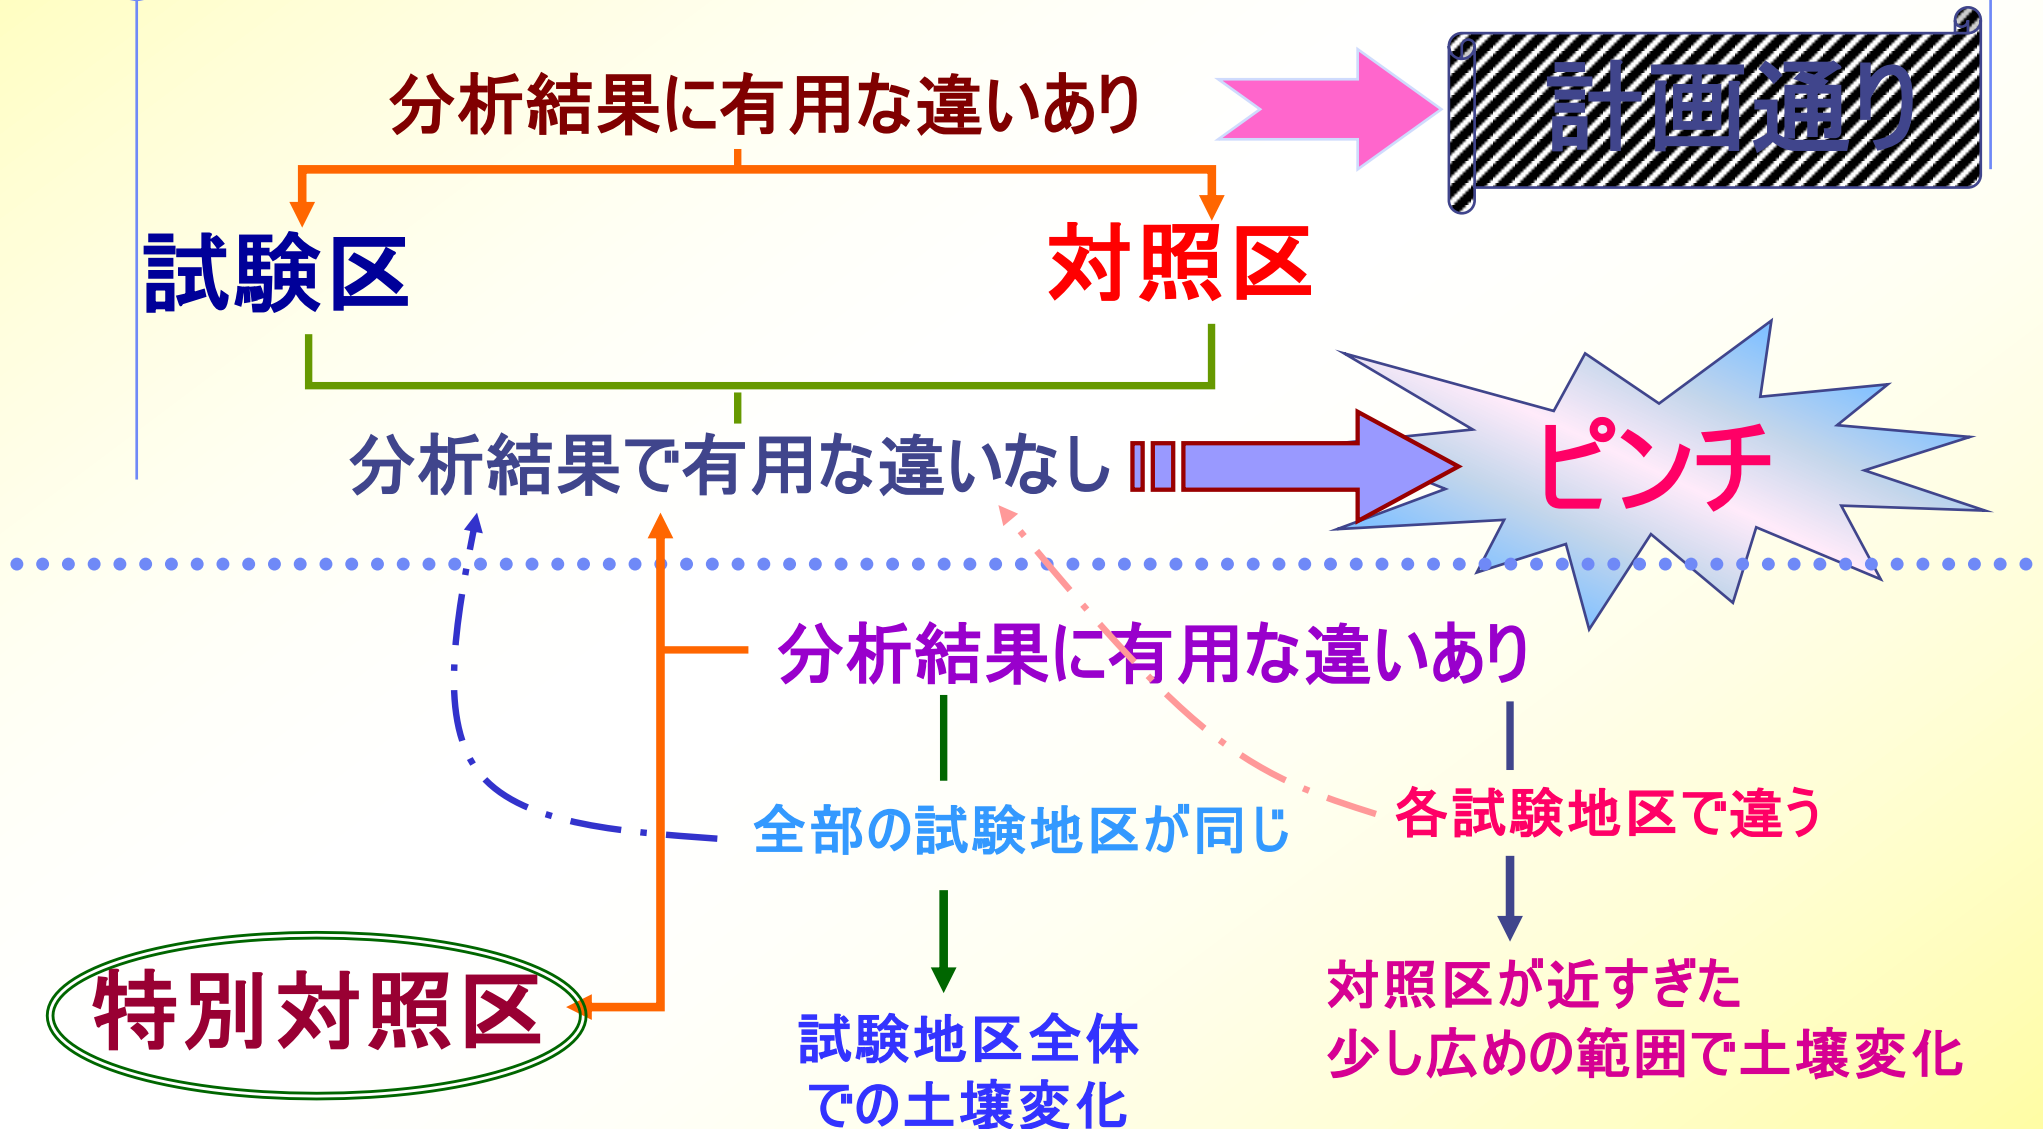 分析結果に有用な違いあり
計画通り
試験区
対照区
分析結果で有用な違いなし
ピンチ
分析結果に有用な違いあり
全部の試験地区が同じ
各試験地区で違う
特別対照区
試験地区全体
での土壌変化
対照区が近すぎた
少し広めの範囲で土壌変化